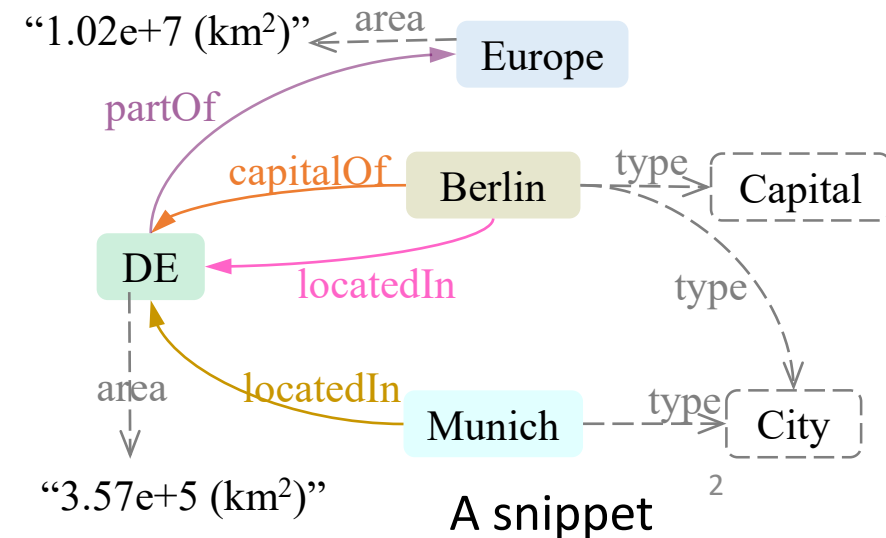 “1.02e+7 (km²)”
area
Europe
partOf
capitalOf
Berlin
type
Capital
DE
locatedIn
type
area
locatedIn
Munich
type
City
“3.57e+5 (km²)”
A snippet
2